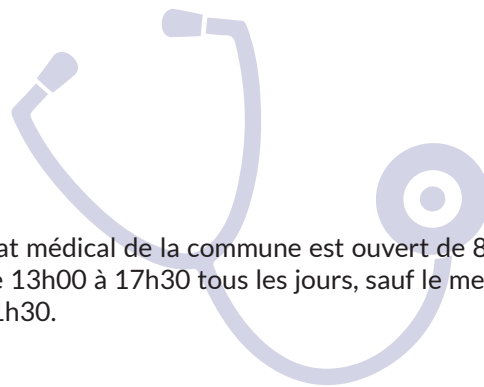 at médical de la commune est ouvert de 8
13h00 à 17h30 tous les jours, sauf le me
1h30.